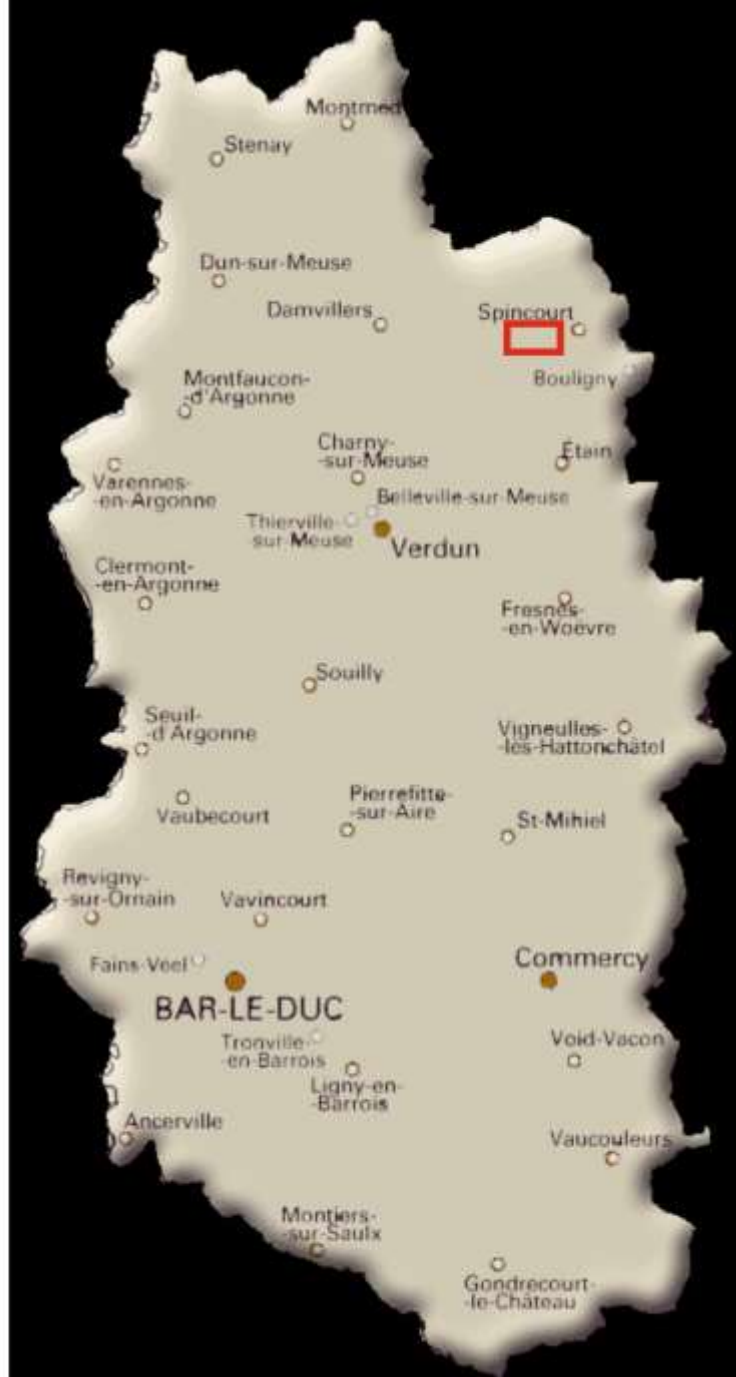 Montmed
Stenay
Dun-sur-Meuse
Damvillers
Spincourt
Bouligny
Montfaucon-
-d'Argonne
Charny-
-sur-Meuse
Étain
Varennes-
-en-Argonne
Belleville-sur-Meuse
Thierville-
sur-Meuse
Verdun
Clermont-
-en-Argonne
Fresnes-
-en-Woëvre
Souilly
Seuil-
-d'Argonne
Vigneulles-
-lès-Hattonchâtel
Vaubecourt
Pierrefitte-
-sur-Aire
St-Mihiel
Revigny-
-sur-Ornain
Vavincourt
Fains-Veel
Commercy
BAR-LE-DUC
Tronville-
-en-Barrois
Void-Vacon
Ligny-en-
-Barrois
Ancerville
Vaucouleurs
Montiers-
-sur-Saulx
Gondrecourt-
-le-Château